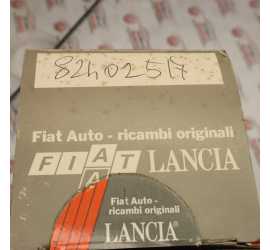 82402517
Fiat Auto - ricambi originali
FIAT LANCIA
Fiat Auto -
ricambi originali
LANCIA®